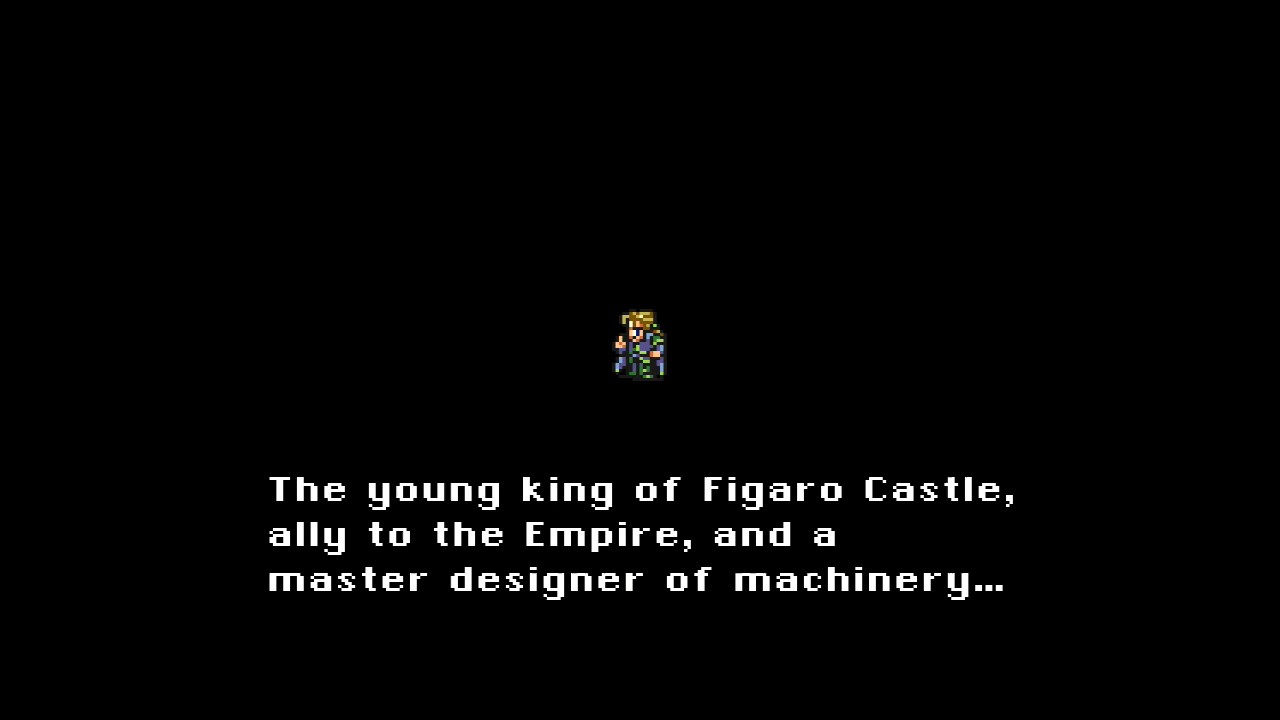 The young king of Figaro Castle,
ally to the Empire, and a
master designer of machinery...